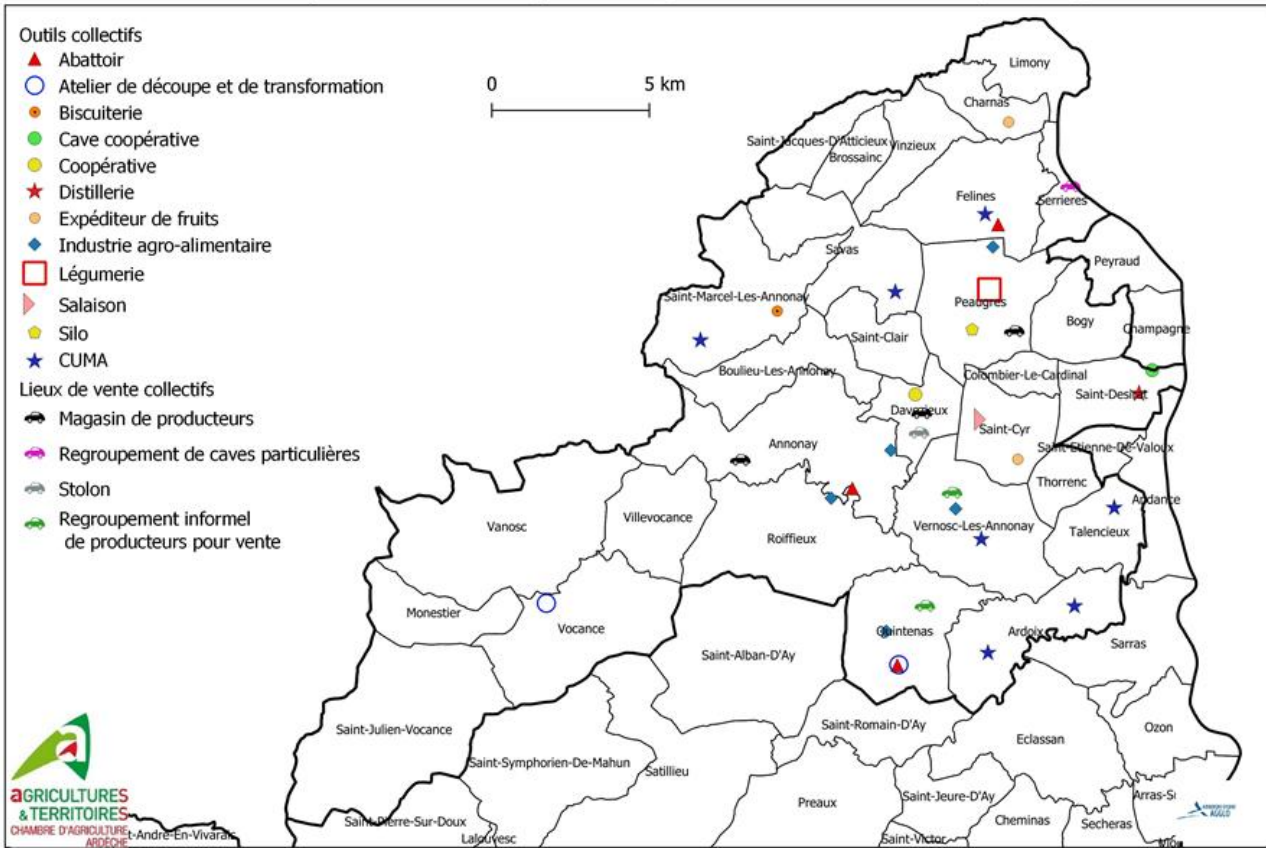 Outils collectifs
Abattoir
Atelier de découpe et de transformation
Biscuiterie
Cave coopérative
Coopérative
Distillerie
Expéditeur de fruits
Industrie agro-alimentaire
Légumerie
Salaison
Silo
CUMA
Lieux de vente collectifs
Magasin de producteurs
Regroupement de caves particulières
Stolon
Regroupement informel
de producteurs pour vente
0 5 km
Limony
Charnas
Saint-Jacques-D'Atticieux
Vinzieux
Brossainc
Felines
Serrieres
Savas
Peyraud
Saint-Marcel-Les-Annonay
Peaugres
Bogy
Champagne
Saint-Clair
Boulieu-Les-Annonay
Colombier-Le-Cardinal
Saint-Desirat
Davezieux
Saint-Cyr
Annonay
Saint-Etienne-De-Valoux
Thorrenc
Andance
Vanosc
Villevocance
Roiffieux
Vernosc-Les-Annonay
Talencieux
Monestier
Vocance
Quintenas
Ardoix
Sarras
Saint-Alban-D'Ay
Saint-Julien-Vocance
Saint-Romain-D'Ay
Ozon
Eclassan
Saint-Symphorien-De-Mahun
Satillieu
Preaux
Saint-Jeure-D'Ay
Arras-S
Cheminas
Secheras
Saint-Pierre-Sur-Doux
t-Andre-En-Vivarais
Lalouvesc
Saint-Victor
aGRICULTURES
& TERRITOIRES
CHAMBRE D'AGRICULTURE
ARDÈCHE
AGGLO